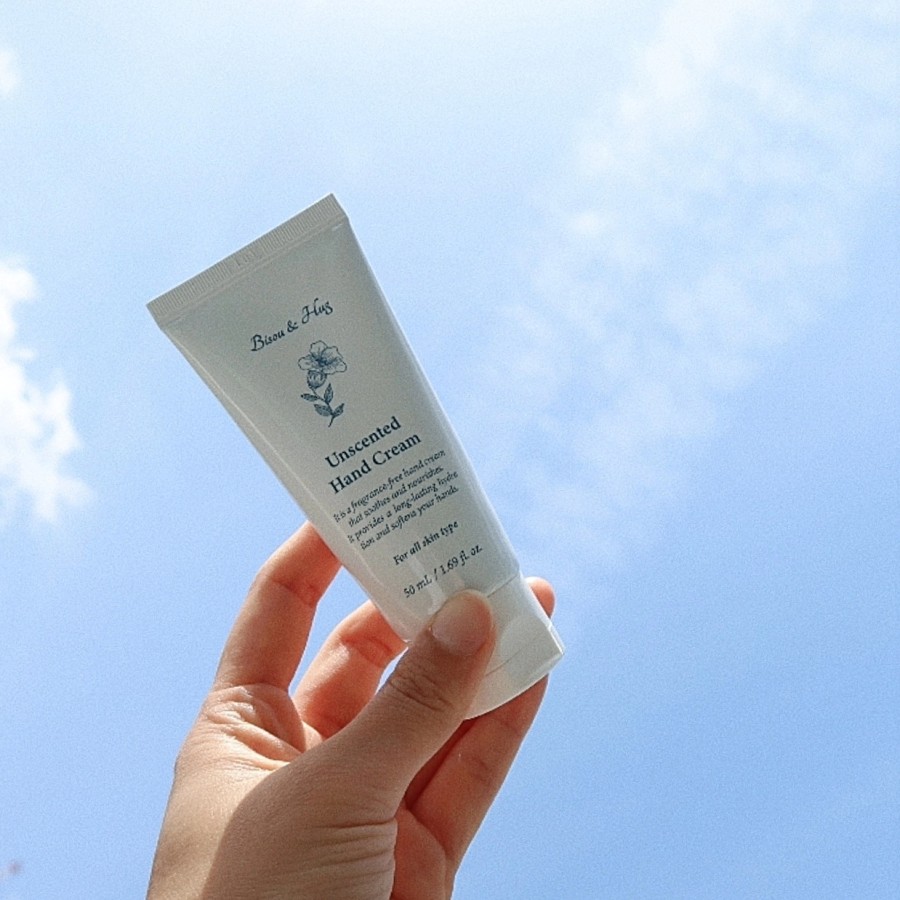 Bisou & Hug
Unscented
Hand Cream
It is a fragrance-free hand cream
that soothes and nourishes.
It provides a long-lasting hydra
tion and softens your hands.
For all skin type
50 mL / 1.69 fl. oz.